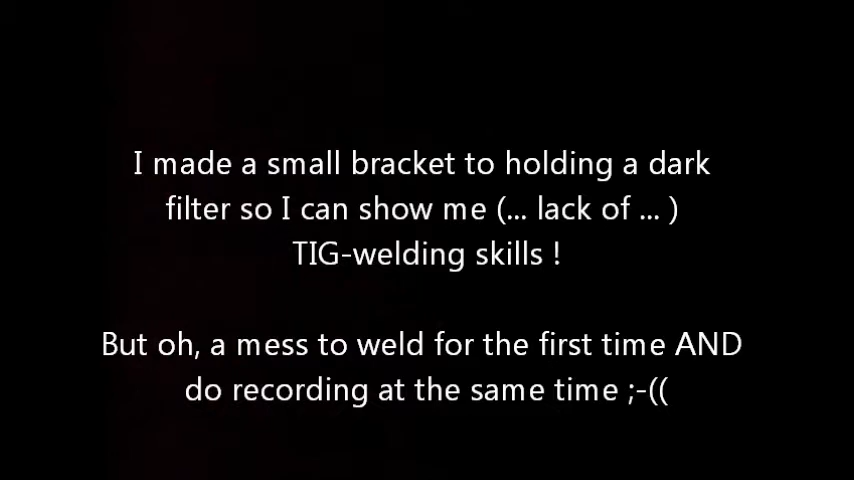 I made a small bracket to holding a dark
filter so I can show me (... lack of ... )
TIG-welding skills !
But oh, a mess to weld for the first time AND
do recording at the same time ;-((